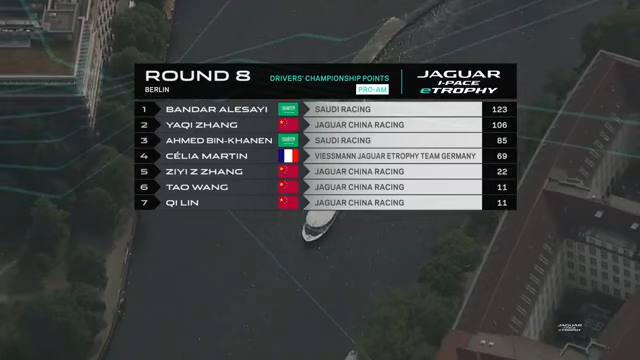 ROUND 8
BERLIN
DRIVERS' CHAMPIONSHIP POINTS
PRO-AM
JAGUAR
I-PACE
eTROPHY
1 BANDAR ALESAYI SAUDI RACING 123
2 YAQI ZHANG JAGUAR CHINA RACING 106
3 AHMED BIN-KHANEN SAUDI RACING 85
4 CÉLIA MARTIN VIESSMANN JAGUAR ETROPHY TEAM GERMANY 69
5 ZIYI Z ZHANG JAGUAR CHINA RACING 22
6 TAO WANG JAGUAR CHINA RACING 11
7 QI LIN JAGUAR CHINA RACING 11
JAGUAR
I-PACE
eTROPHY